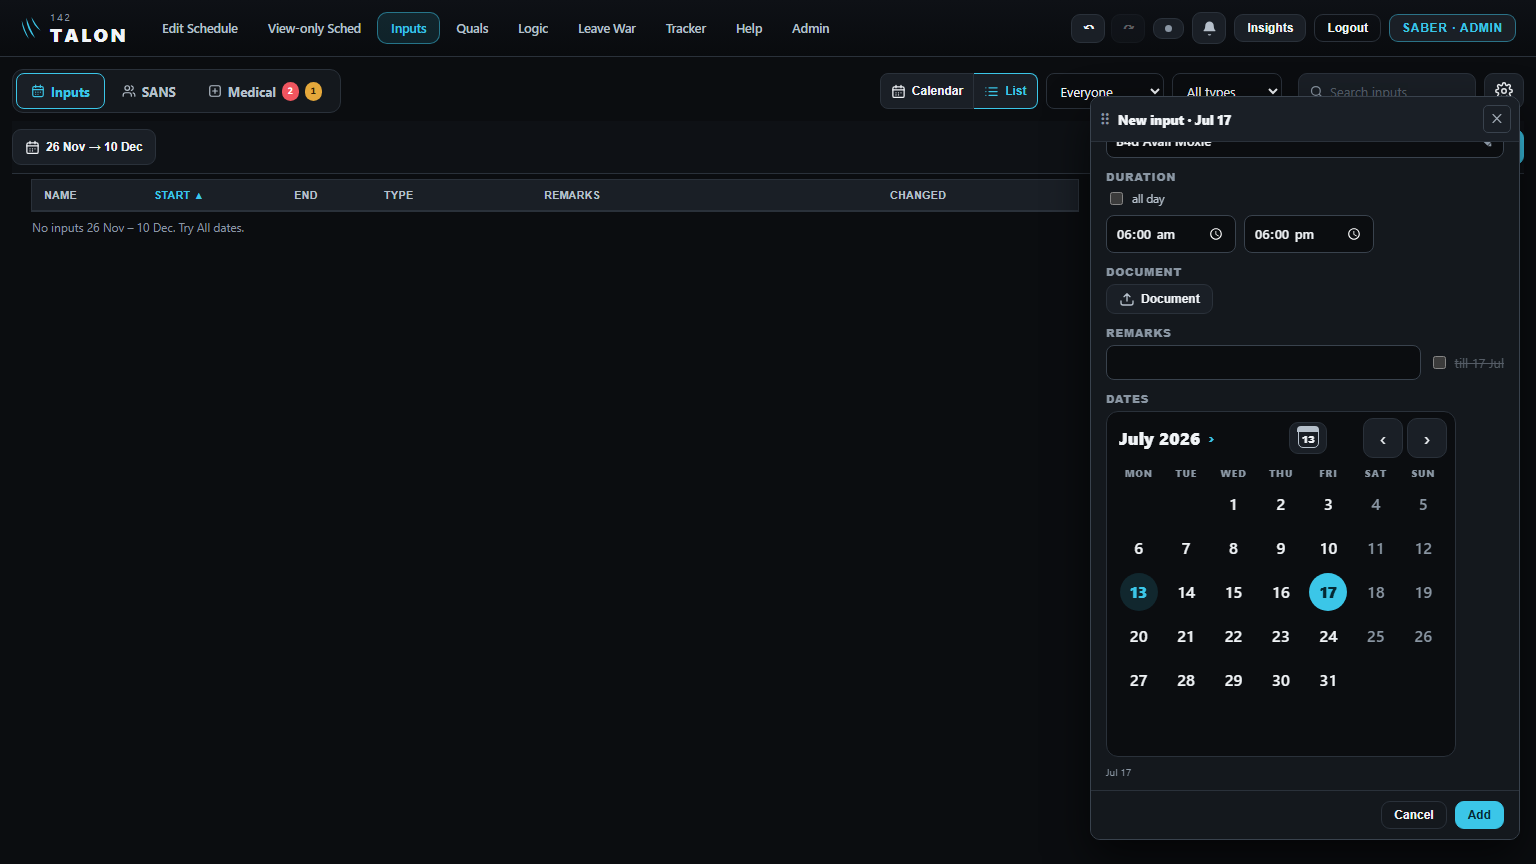 142
TALON
Edit Schedule
View-only Sched
Inputs
Quals
Logic
Leave War
Tracker
Help
Admin
Insights
Logout
SABER · ADMIN
Inputs
SANS
Medical 2 1
Calendar
List
Everyone
All types
Search inputs
26 Nov → 10 Dec
NAME START ▲ END TYPE REMARKS CHANGED
No inputs 26 Nov – 10 Dec. Try All dates.
New input · Jul 17
B4d Avail Moxie
DURATION
all day
06:00 am 06:00 pm
DOCUMENT
Document
REMARKS
till 17 Jul
DATES
July 2026 › 13 ‹ ›
MON TUE WED THU FRI SAT SUN
1 2 3 4 5
6 7 8 9 10 11 12
13 14 15 16 17 18 19
20 21 22 23 24 25 26
27 28 29 30 31
Jul 17
Cancel Add